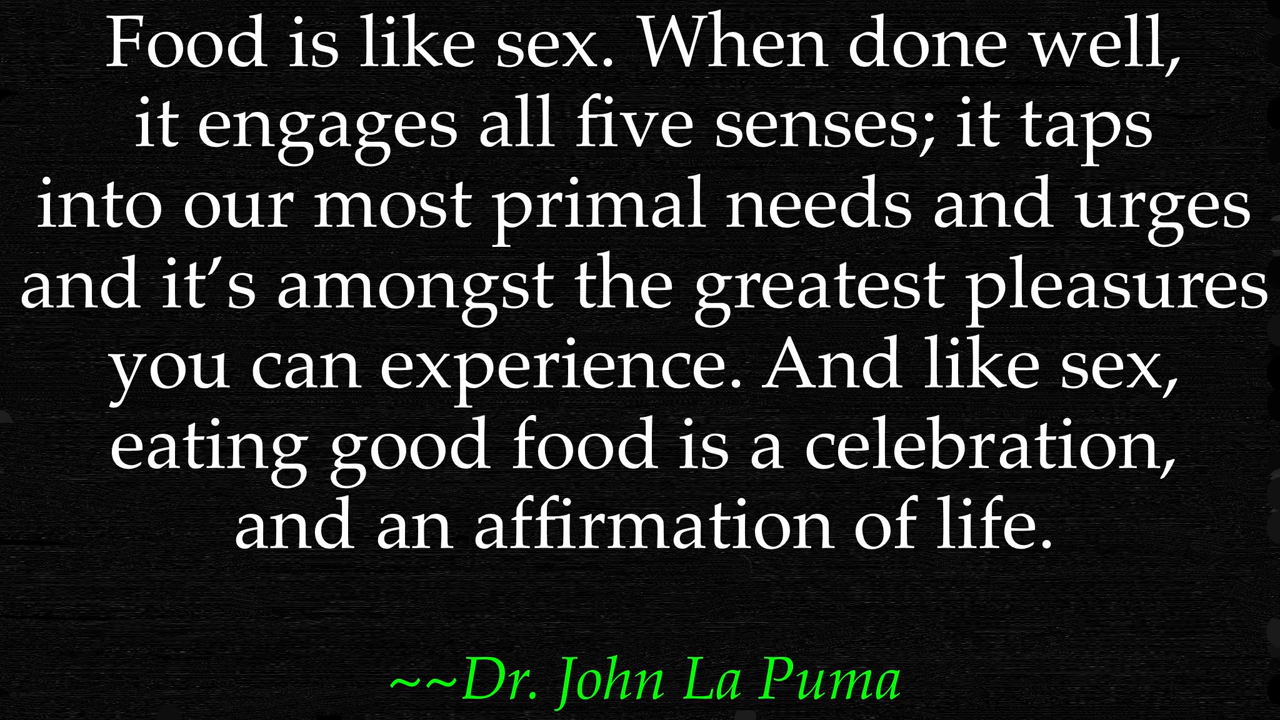 Food is like sex. When done well,
it engages all five senses; it taps
into our most primal needs and urges
and it’s amongst the greatest pleasures
you can experience. And like sex,
eating good food is a celebration,
and an affirmation of life.
~~Dr. John La Puma